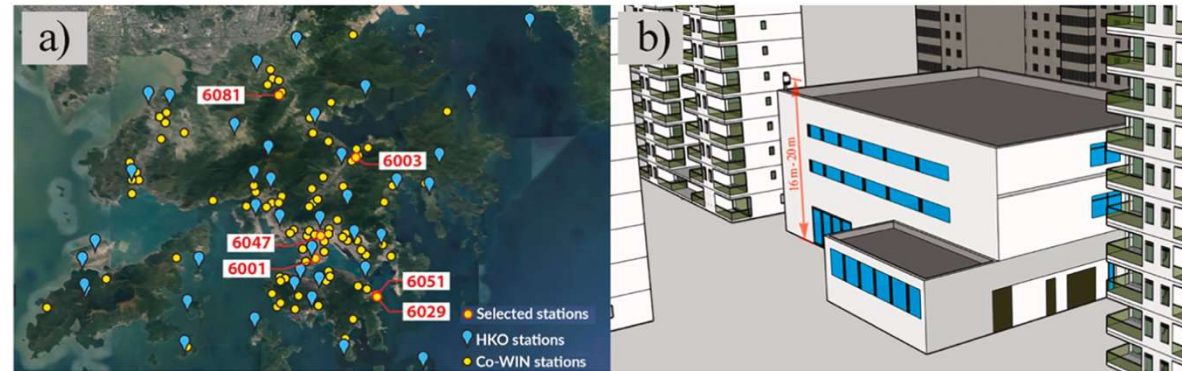 a)
6081
6003
6047
6001
6051
6029
Selected stations
HKO stations
Co-WIN stations
b)
16 m - 20 m